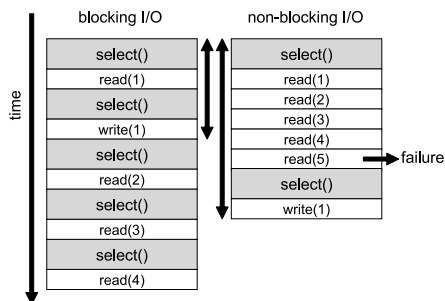 blocking I/O
time
select()
read(1)
select()
write(1)
select()
read(2)
select()
read(3)
select()
read(4)
non-blocking I/O
select()
read(1)
read(2)
read(3)
read(4)
read(5)
failure
select()
write(1)